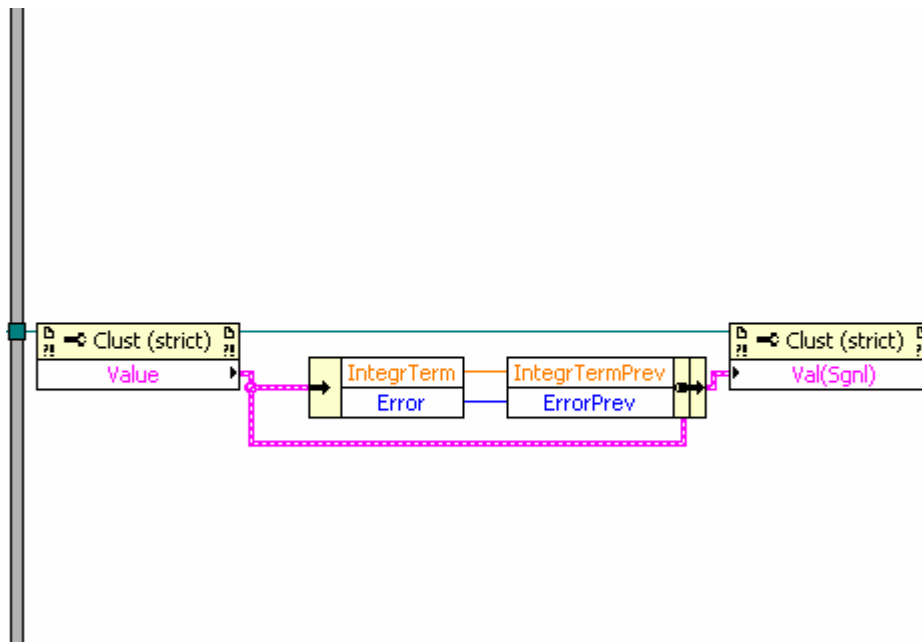 Clust (strict)
Value
IntegrTerm
Error
IntegrTermPrev
ErrorPrev
Clust (strict)
Val(Sgnl)